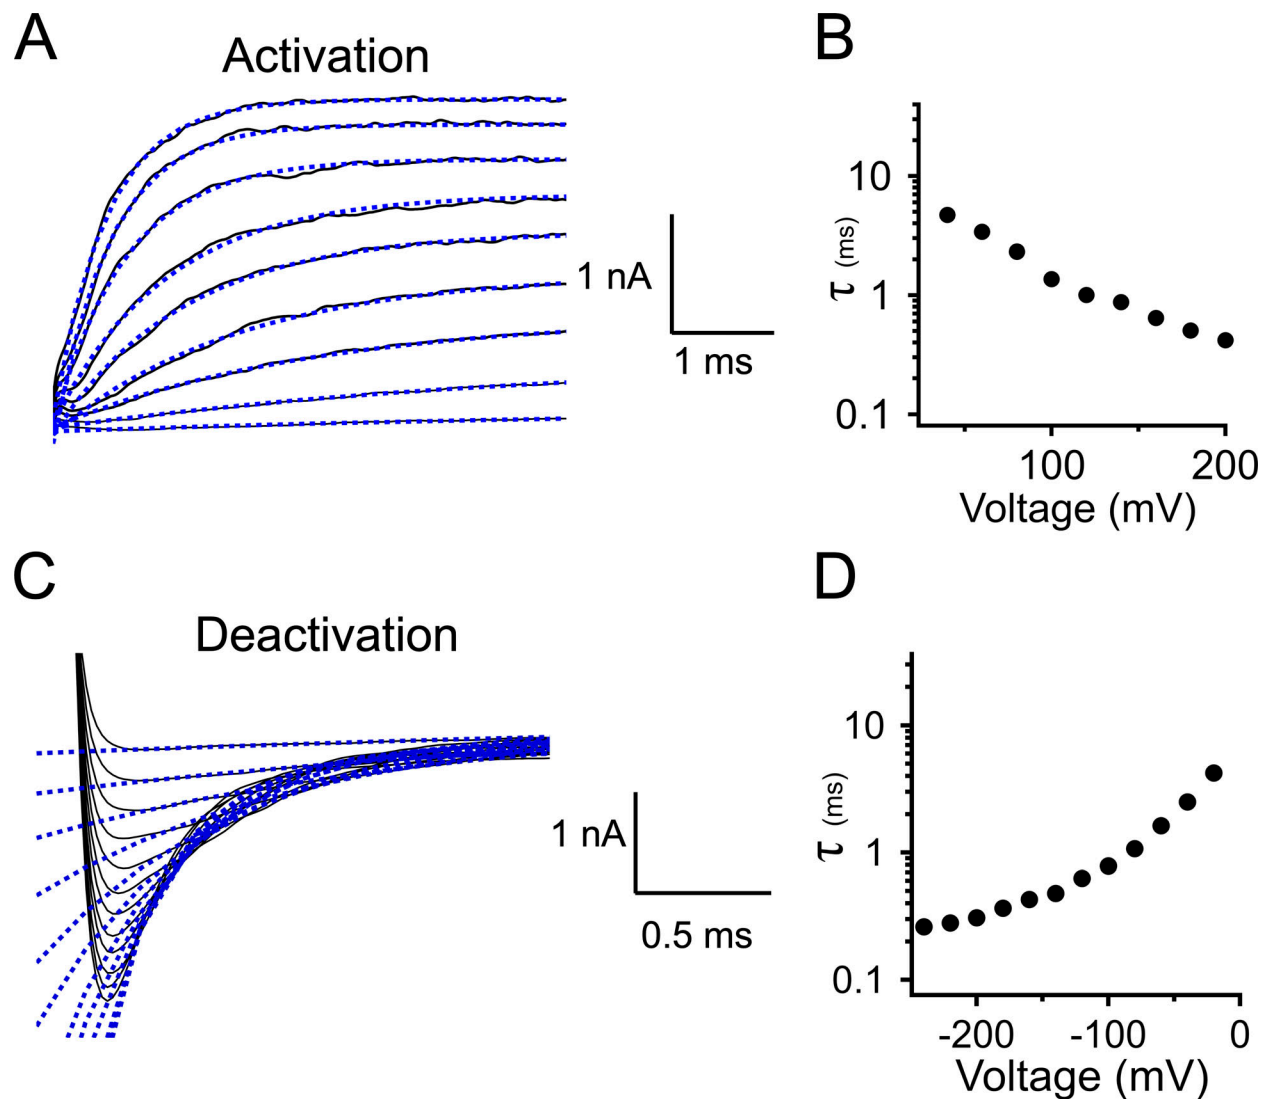 A
Activation
1 nA
1 ms
B
10
1
0.1
τ (ms)
100
200
Voltage (mV)
C
Deactivation
1 nA
0.5 ms
D
10
1
0.1
τ (ms)
-200
-100
0
Voltage (mV)